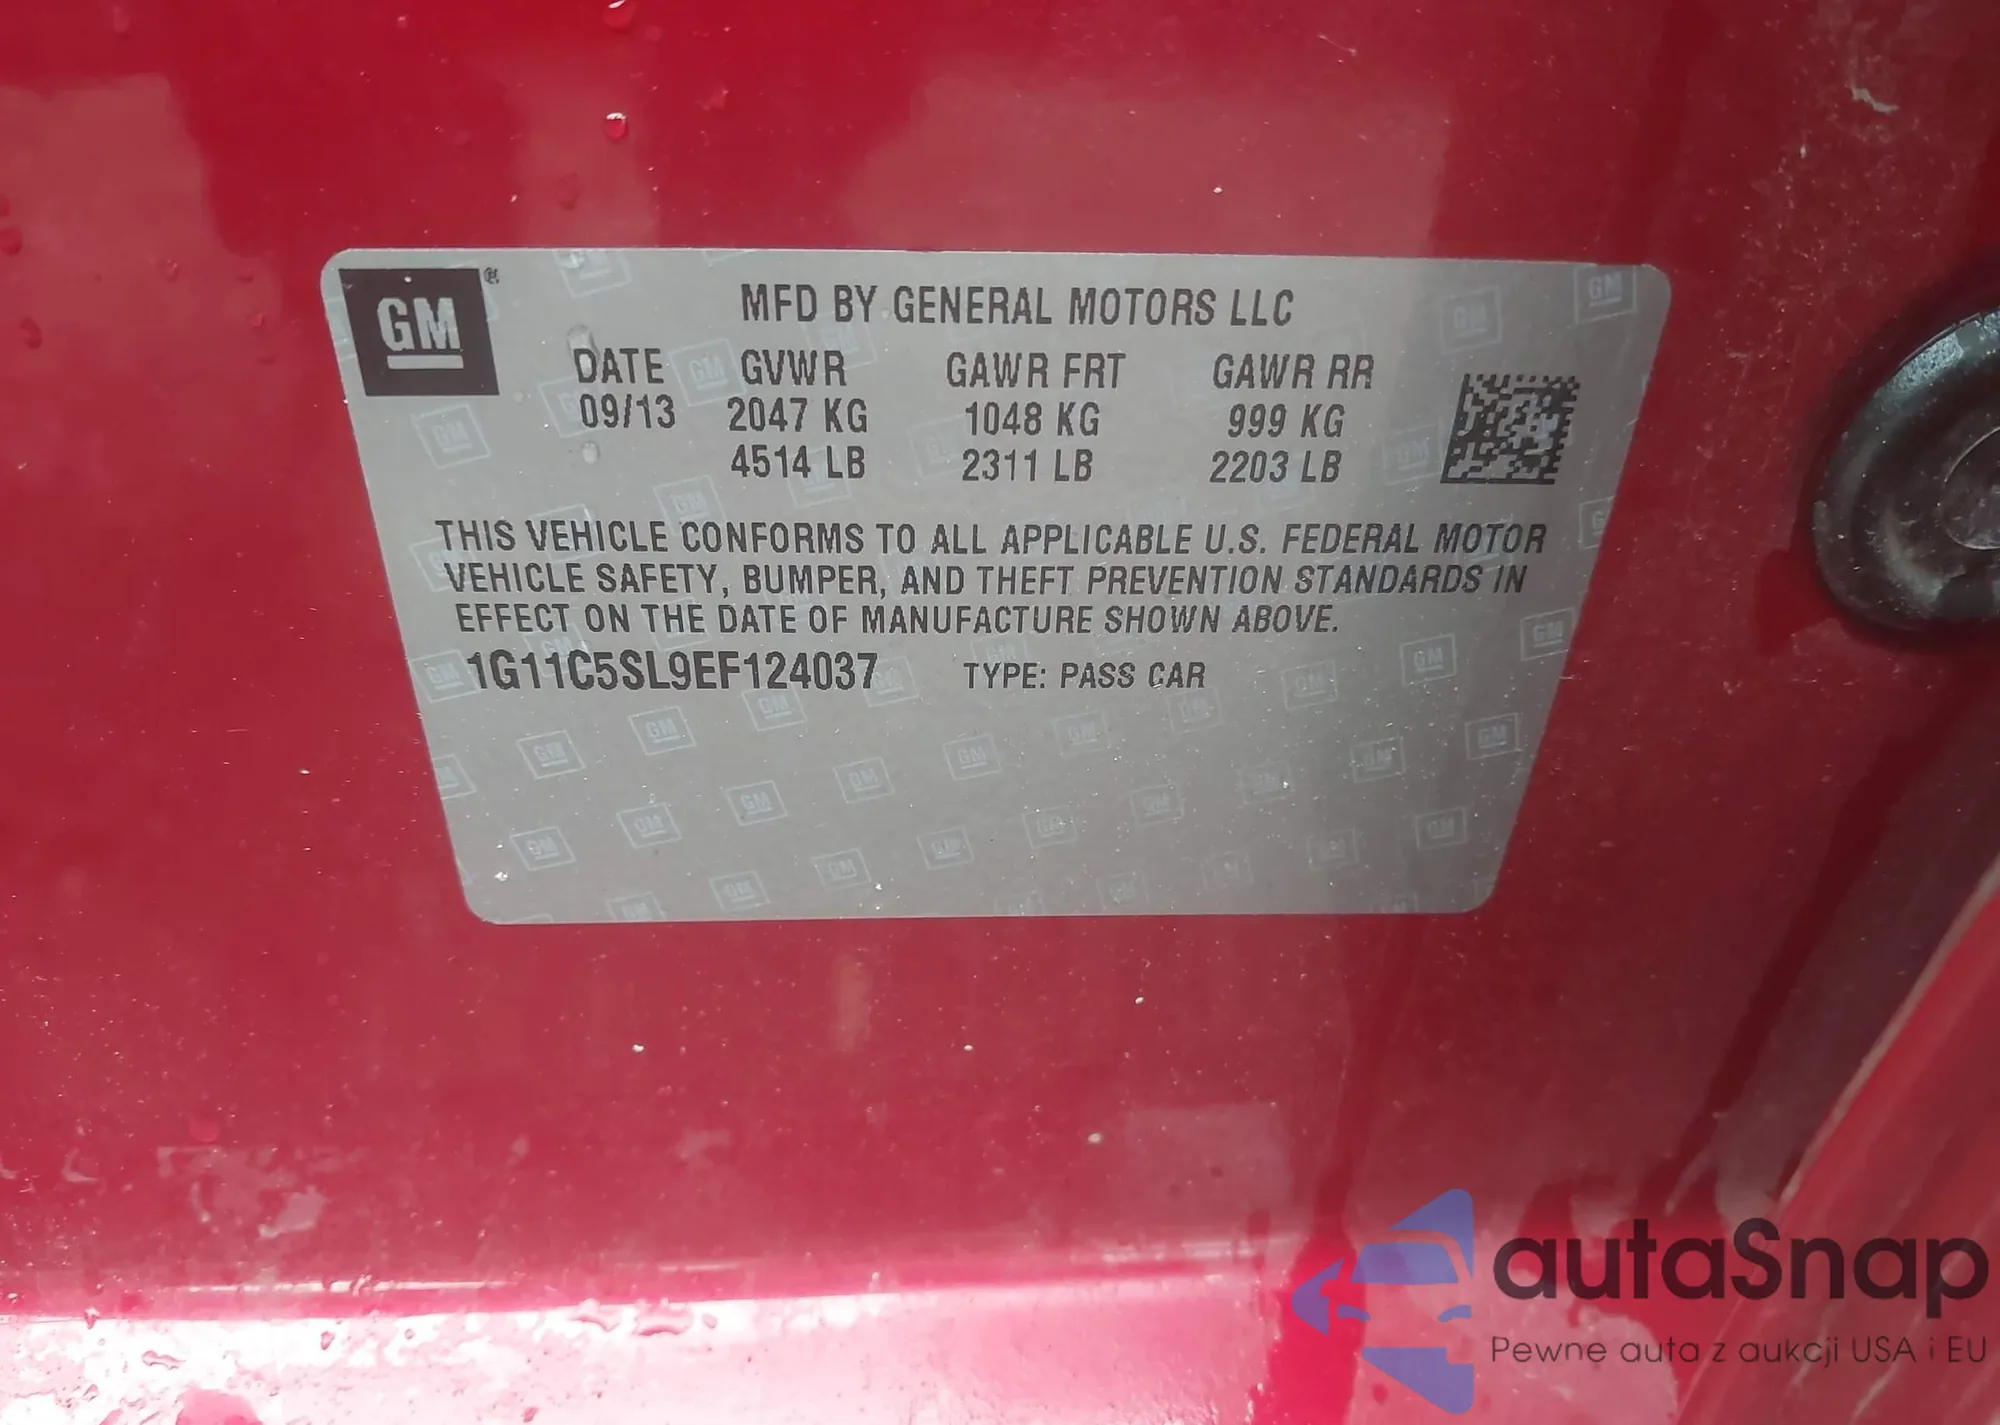 GM®
MFD BY GENERAL MOTORS LLC
DATE GVWR GAWR FRT GAWR RR
09/13 2047 KG 1048 KG 999 KG
4514 LB 2311 LB 2203 LB
THIS VEHICLE CONFORMS TO ALL APPLICABLE U.S. FEDERAL MOTOR
VEHICLE SAFETY, BUMPER, AND THEFT PREVENTION STANDARDS IN
EFFECT ON THE DATE OF MANUFACTURE SHOWN ABOVE.
1G11C5SL9EF124037 TYPE: PASS CAR
autaSnap
Pewne auta z aukcji USA i EU